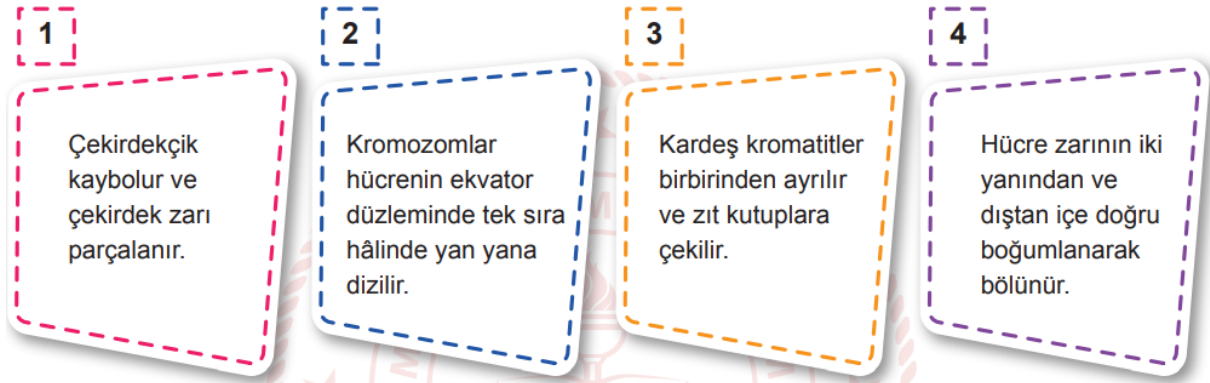 1
Çekirdekçik
kaybolur ve
çekirdek zarı
parçalanır.
2
Kromozomlar
hücrenin ekvator
düzleminde tek sıra
hâlinde yan yana
dizilir.
3
Kardeş kromatitler
birbirinden ayrılır
ve zıt kutuplara
çekilir.
4
Hücre zarının iki
yanından ve
dıştan içe doğru
boğumlanarak
bölünür.